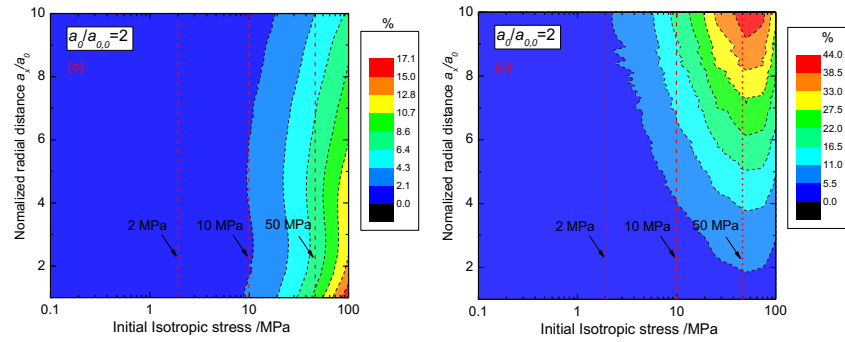 %
a₀/a₀,₀=2
(c)
17.1
15.0
12.8
10.7
8.6
6.4
4.3
2.1
0.0
10
8
6
4
2
Nomalized radial distance aₓ/a₀
2 MPa
10 MPa
50 MPa
0.1
1
10
100
Initial Isotropic stress /MPa
%
a₀/a₀,₀=2
44.0
38.5
33.0
27.5
22.0
16.5
11.0
5.5
0.0
10
8
6
4
2
Nomalized radial distance aₓ/a₀
2 MPa
10 MPa
50 MPa
0.1
1
10
100
Initial Isotropic stress /MPa